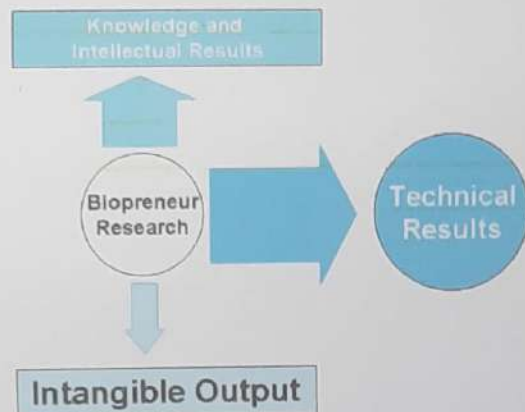 Knowledge and
Intellectual Results
Biopreneur
Research
Technical
Results
Intangible Output